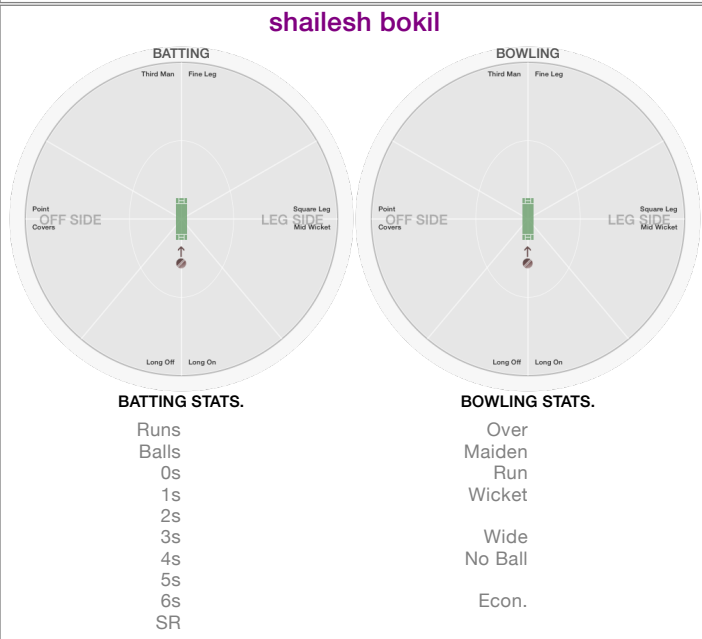 shailesh bokil
BATTING
Third Man Fine Leg
Point
OFF SIDE
Covers
Square Leg
LEG SIDE
Mid Wicket
Long Off Long On
BOWLING
Third Man Fine Leg
Point
OFF SIDE
Covers
Square Leg
LEG SIDE
Mid Wicket
Long Off Long On
BATTING STATS.
Runs
Balls
0s
1s
2s
3s
4s
5s
6s
SR
BOWLING STATS.
Over
Maiden
Run
Wicket
Wide
No Ball
Econ.